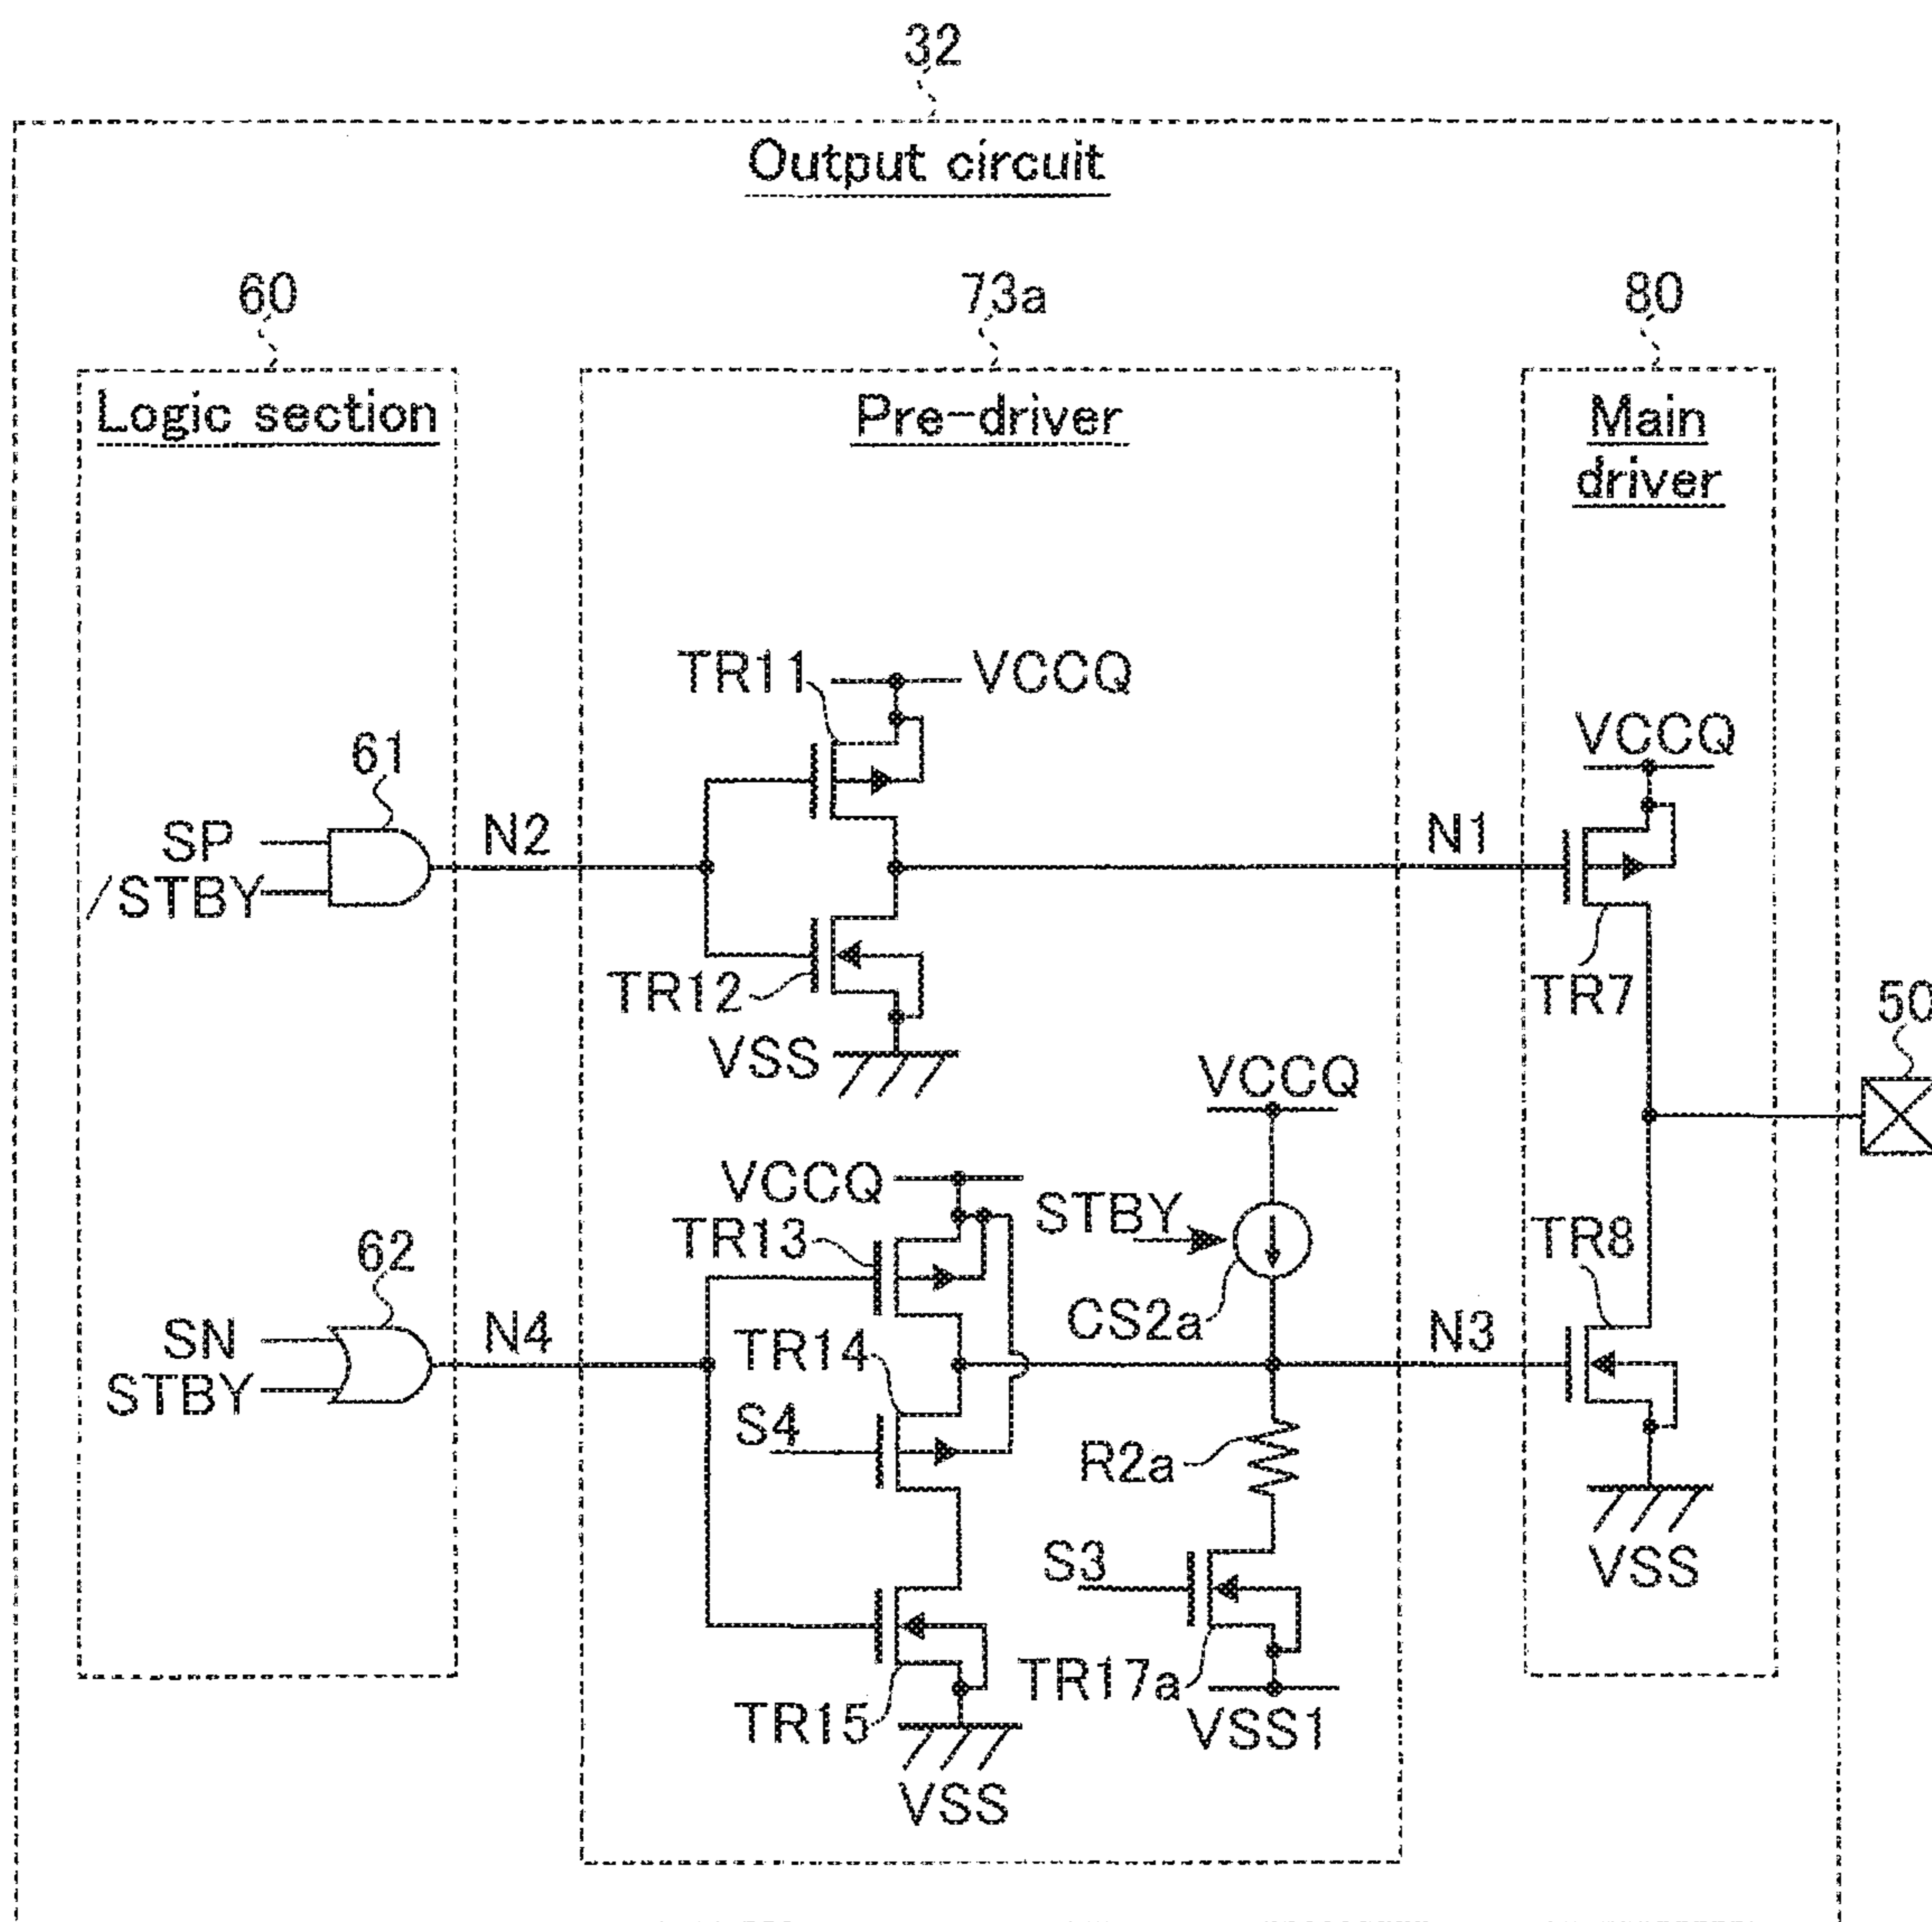 32
Output circuit
60
73a
80
Logic section
Pre-driver
Main
driver
TR11
VCCQ
VCCQ
61
SP
/STBY
N2
N1
TR12
TR7
VSS
50
VCCQ
VCCQ
STBY
TR13
TR8
62
CS2a
SN
STBY
N4
TR14
N3
S4
R2a
S3
VSS
TR17a
TR15
VSS1
VSS